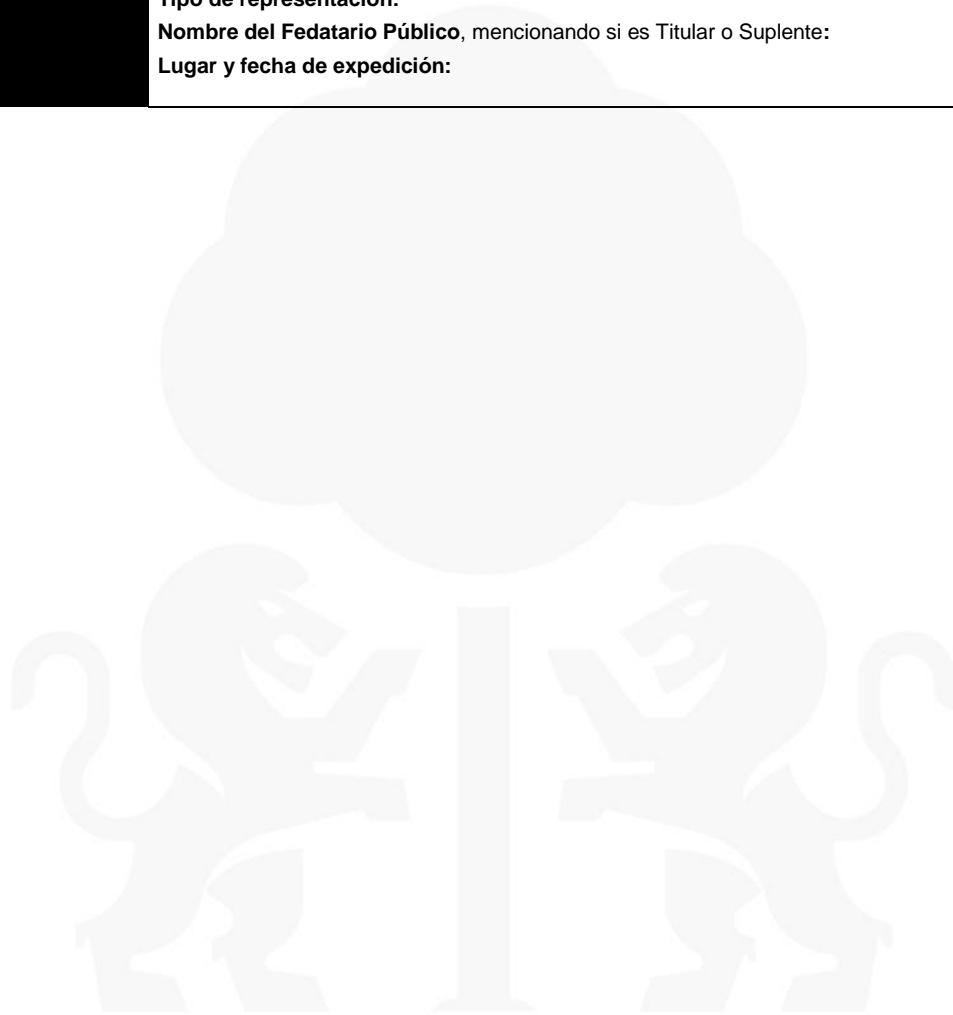 Tipo de representación:
Nombre del Fedatario Público, mencionando si es Titular o Suplente:
Lugar y fecha de expedición: